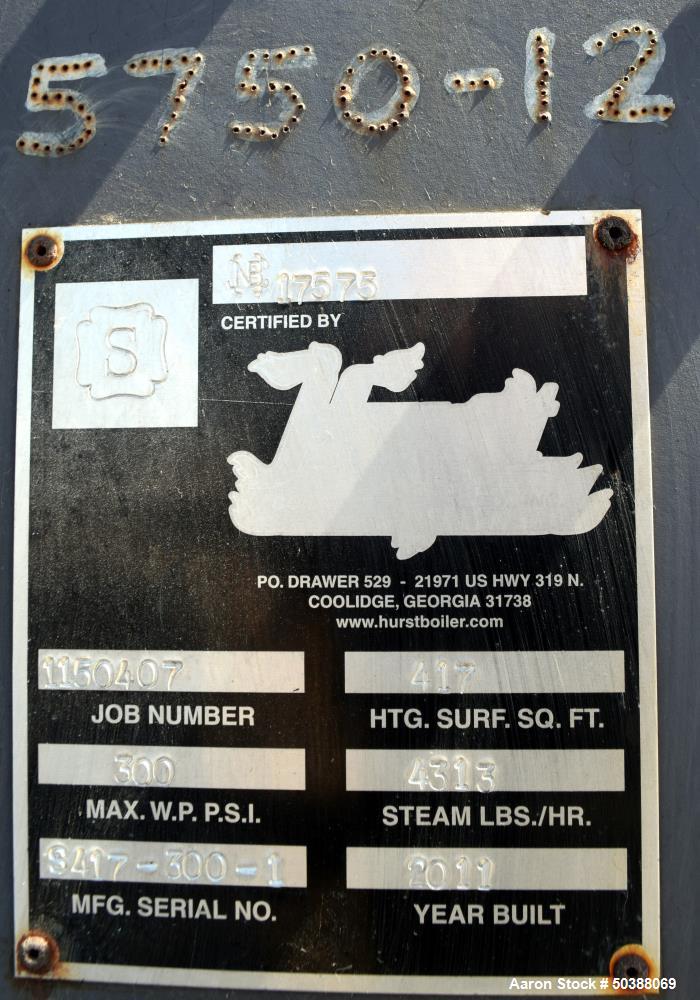 5750-12
NB 17575
S
CERTIFIED BY
PO. DRAWER 529 - 21971 US HWY 319 N.
COOLIDGE, GEORGIA 31738
www.hurstboiler.com
1150407 417
JOB NUMBER HTG. SURF. SQ. FT.
300 4313
MAX. W.P. P.S.I. STEAM LBS./HR.
S417-300-1 2011
MFG. SERIAL NO. YEAR BUILT
Aaron Stock # 50388069